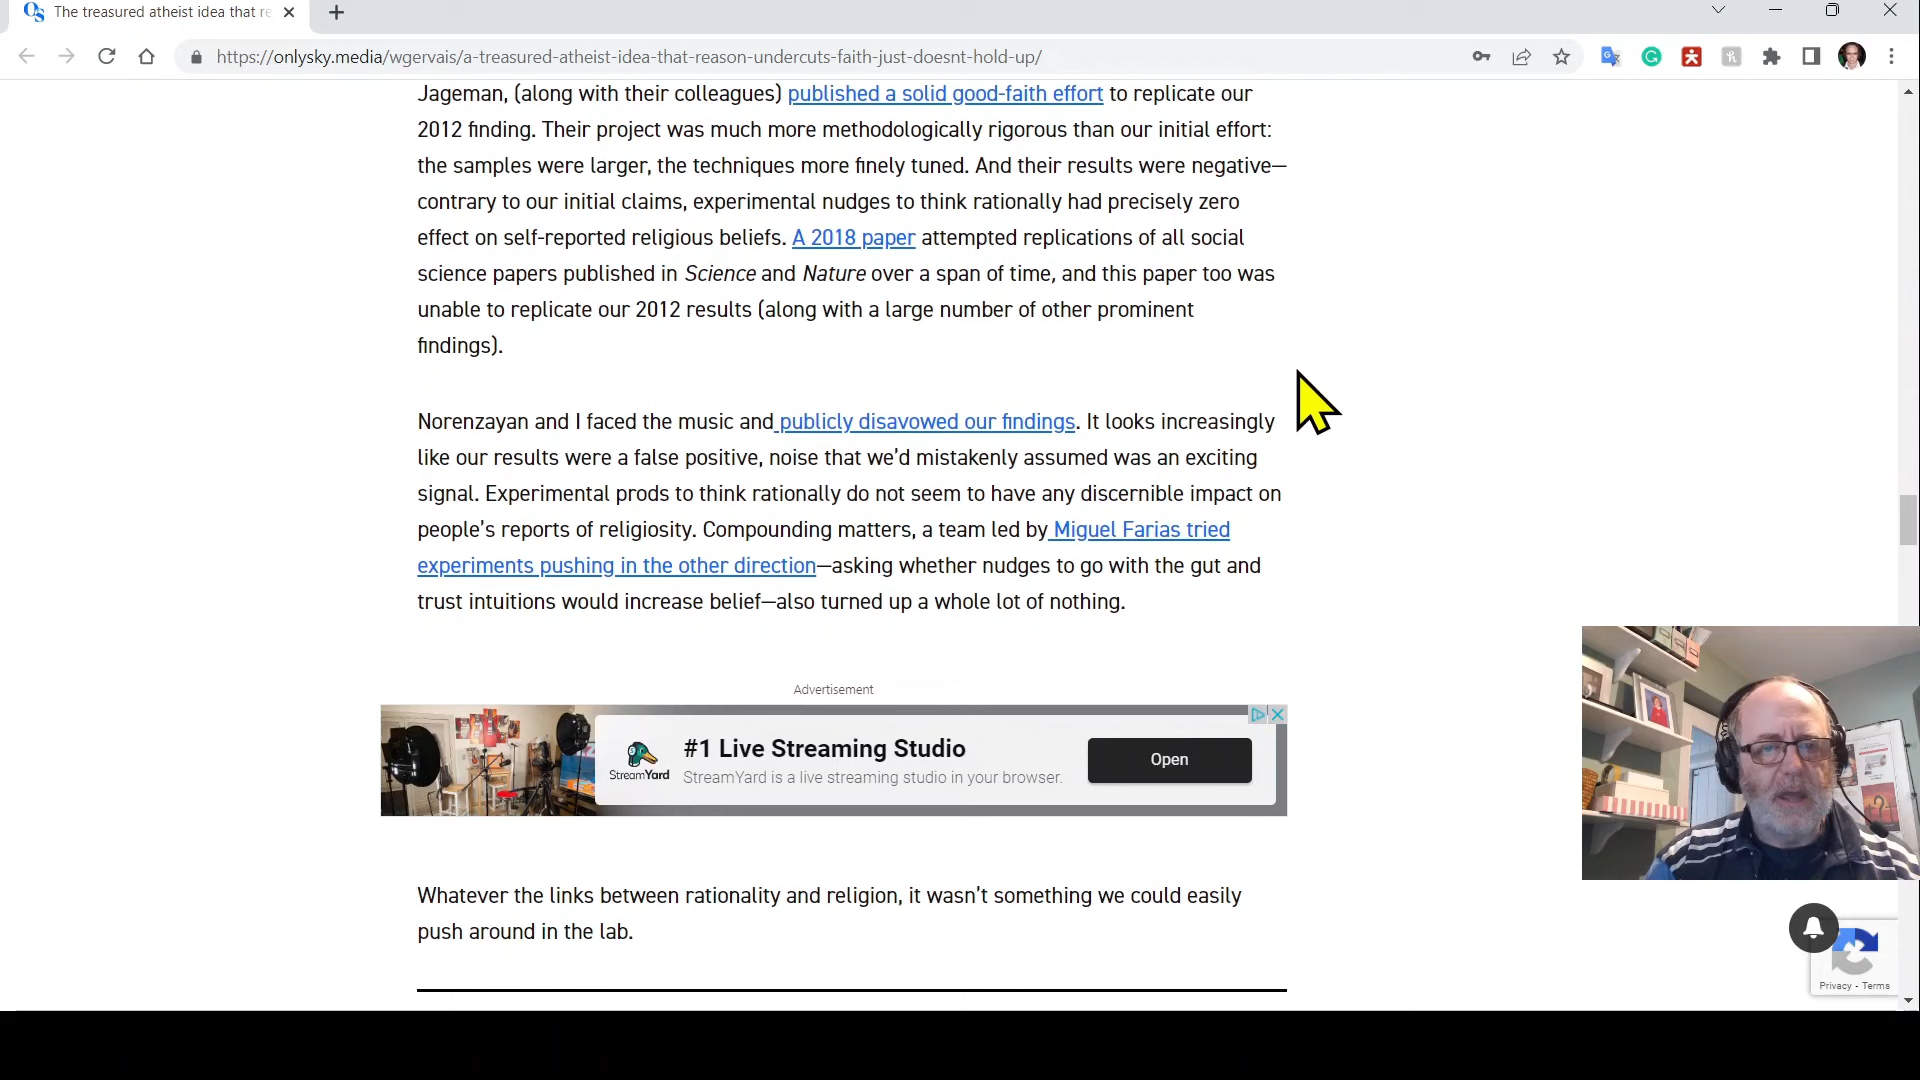 The treasured atheist idea that re
https://onlysky.media/wgervais/a-treasured-atheist-idea-that-reason-undercuts-faith-just-doesnt-hold-up/
Jageman, (along with their colleagues) published a solid good-faith effort to replicate our
2012 finding. Their project was much more methodologically rigorous than our initial effort:
the samples were larger, the techniques more finely tuned. And their results were negative—
contrary to our initial claims, experimental nudges to think rationally had precisely zero
effect on self-reported religious beliefs. A 2018 paper attempted replications of all social
science papers published in Science and Nature over a span of time, and this paper too was
unable to replicate our 2012 results (along with a large number of other prominent
findings).
Norenzayan and I faced the music and publicly disavowed our findings. It looks increasingly
like our results were a false positive, noise that we’d mistakenly assumed was an exciting
signal. Experimental prods to think rationally do not seem to have any discernible impact on
people’s reports of religiosity. Compounding matters, a team led by Miguel Farias tried
experiments pushing in the other direction—asking whether nudges to go with the gut and
trust intuitions would increase belief—also turned up a whole lot of nothing.
Advertisement
StreamYard
#1 Live Streaming Studio
StreamYard is a live streaming studio in your browser.
Open
Whatever the links between rationality and religion, it wasn’t something we could easily
push around in the lab.
Privacy - Terms